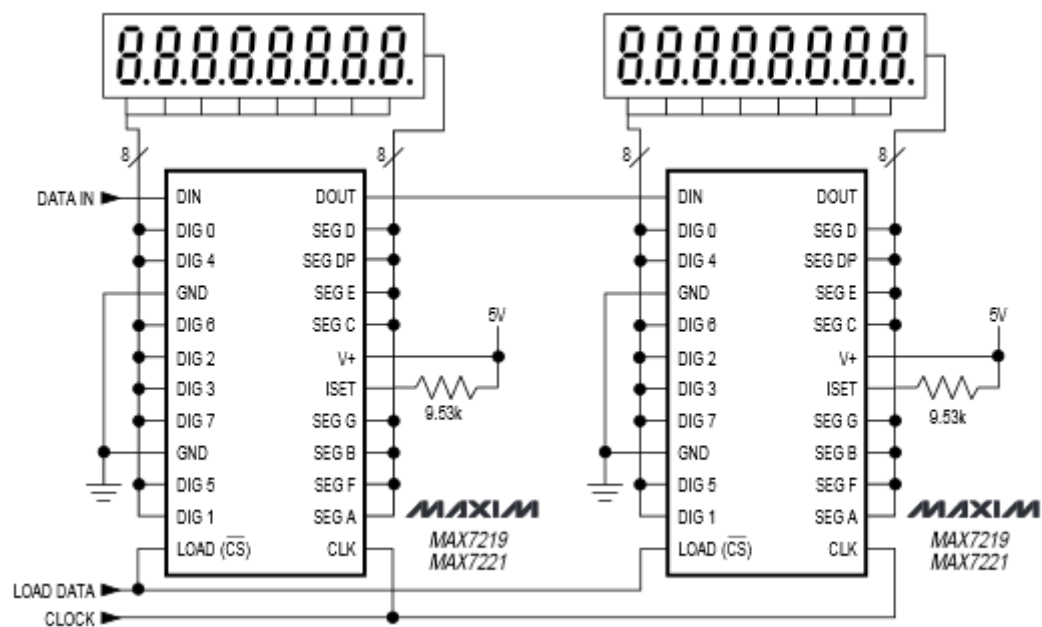 8.8.8.8.8.8.8.8. 8.8.8.8.8.8.8.8.
8 8 8 8
DATA IN DIN DOUT DIN DOUT
DIG 0 SEG D DIG 0 SEG D
DIG 4 SEG DP DIG 4 SEG DP
GND SEG E GND SEG E
5V 5V
DIG 6 SEG C DIG 6 SEG C
DIG 2 V+ DIG 2 V+
DIG 3 ISET DIG 3 ISET
9.53k 9.53k
DIG 7 SEG G DIG 7 SEG G
GND SEG B GND SEG B
DIG 5 SEG F DIG 5 SEG F
DIG 1 SEG A MAXIM DIG 1 SEG A MAXIM
LOAD (CS) CLK MAX7219 LOAD (CS) CLK MAX7219
MAX7221 MAX7221
LOAD DATA
CLOCK